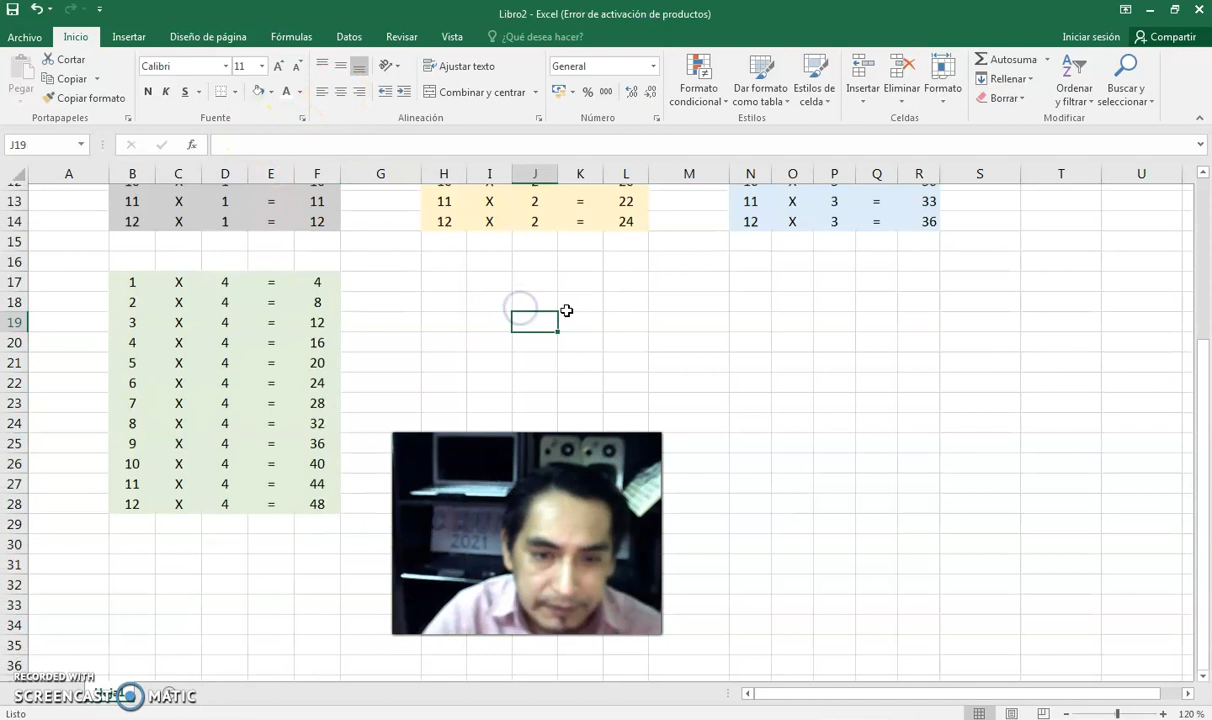 Libro2 - Excel (Error de activación de productos)
Archivo Inicio Insertar Diseño de página Fórmulas Datos Revisar Vista ¿Qué desea hacer? Iniciar sesión Compartir
Pegar
Cortar
Copiar
Copiar formato
Portapapeles
Calibri 11
N K S
Fuente
Ajustar texto
Combinar y centrar
Alineación
General
% 000
Número
Formato condicional
Dar formato como tabla
Estilos de celda
Estilos
Insertar Eliminar Formato
Celdas
Autosuma
Rellenar
Borrar
Ordenar y filtrar
Buscar y seleccionar
Modificar
J19 fx
A B C D E F G H I J K L M N O P Q R S T U
13 11 X 1 = 11 11 X 2 = 22 11 X 3 = 33
14 12 X 1 = 12 12 X 2 = 24 12 X 3 = 36
15
16
17 1 X 4 = 4
18 2 X 4 = 8
19 3 X 4 = 12
20 4 X 4 = 16
21 5 X 4 = 20
22 6 X 4 = 24
23 7 X 4 = 28
24 8 X 4 = 32
25 9 X 4 = 36
26 10 X 4 = 40
27 11 X 4 = 44
28 12 X 4 = 48
29
30
31
32
33
34
35
36
2021
RECORDED WITH
SCREENCAST MATIC
Listo
120 %